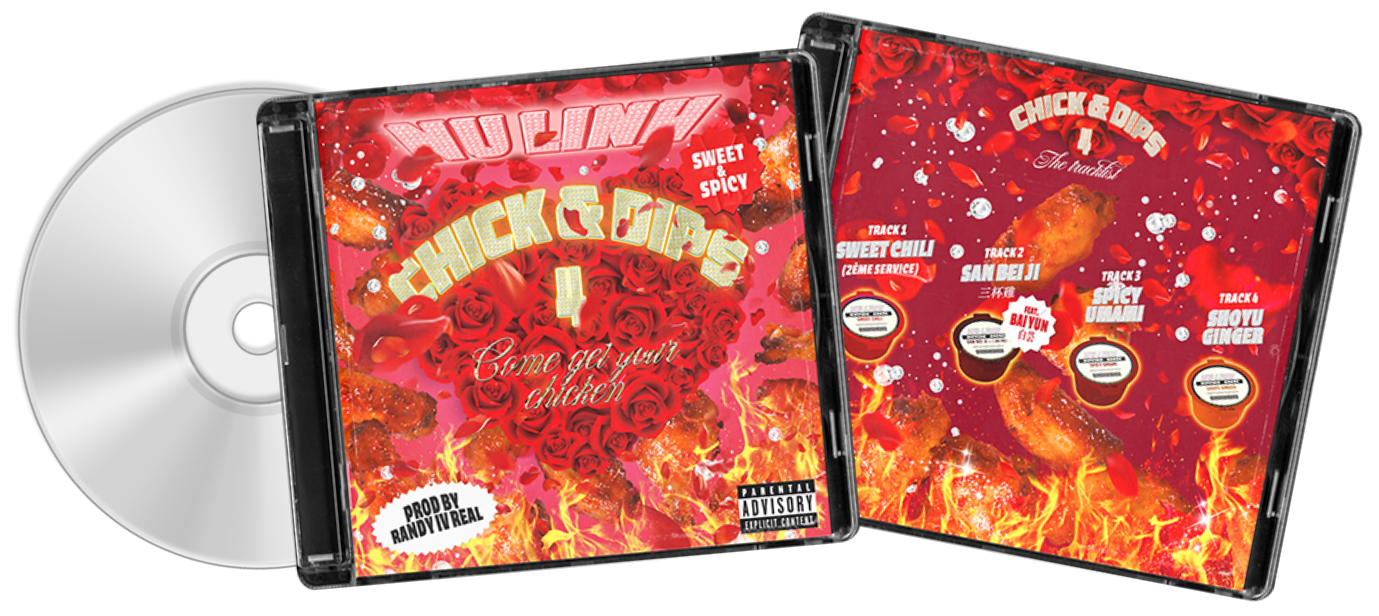 NU LINH
SWEET
&
SPICY
CHICK & DIPS
4
Come get your
chicken
PROD BY
RANDY IV REAL
PARENTAL
ADVISORY
EXPLICIT CONTENT
CHICK & DIPS
4
The tracklist
TRACK 1
SWEET CHILI
(2ÈME SERVICE)
TRACK 2
SAN BEI JI
三杯雞
FEAT.
BAI YUN
TRACK 3
SPICY
UMAMI
TRACK 4
SHOYU
GINGER